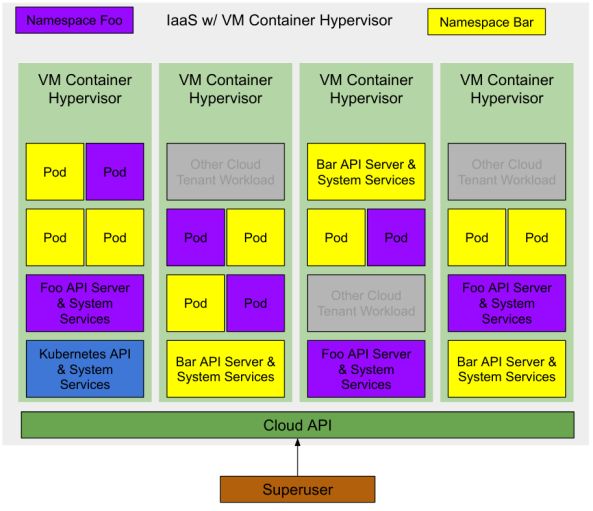 Namespace Foo
IaaS w/ VM Container Hypervisor
Namespace Bar
VM Container
Hypervisor
Pod
Pod
Pod
Pod
Foo API Server
& System
Services
Kubernetes API
& System
Services
VM Container
Hypervisor
Other Cloud
Tenant Workload
Pod
Pod
Pod
Pod
Bar API Server &
System Services
VM Container
Hypervisor
Bar API Server &
System Services
Pod
Pod
Other Cloud
Tenant Workload
Foo API Server
& System
Services
VM Container
Hypervisor
Other Cloud
Tenant Workload
Pod
Pod
Foo API Server
& System
Services
Bar API Server &
System Services
Cloud API
Superuser